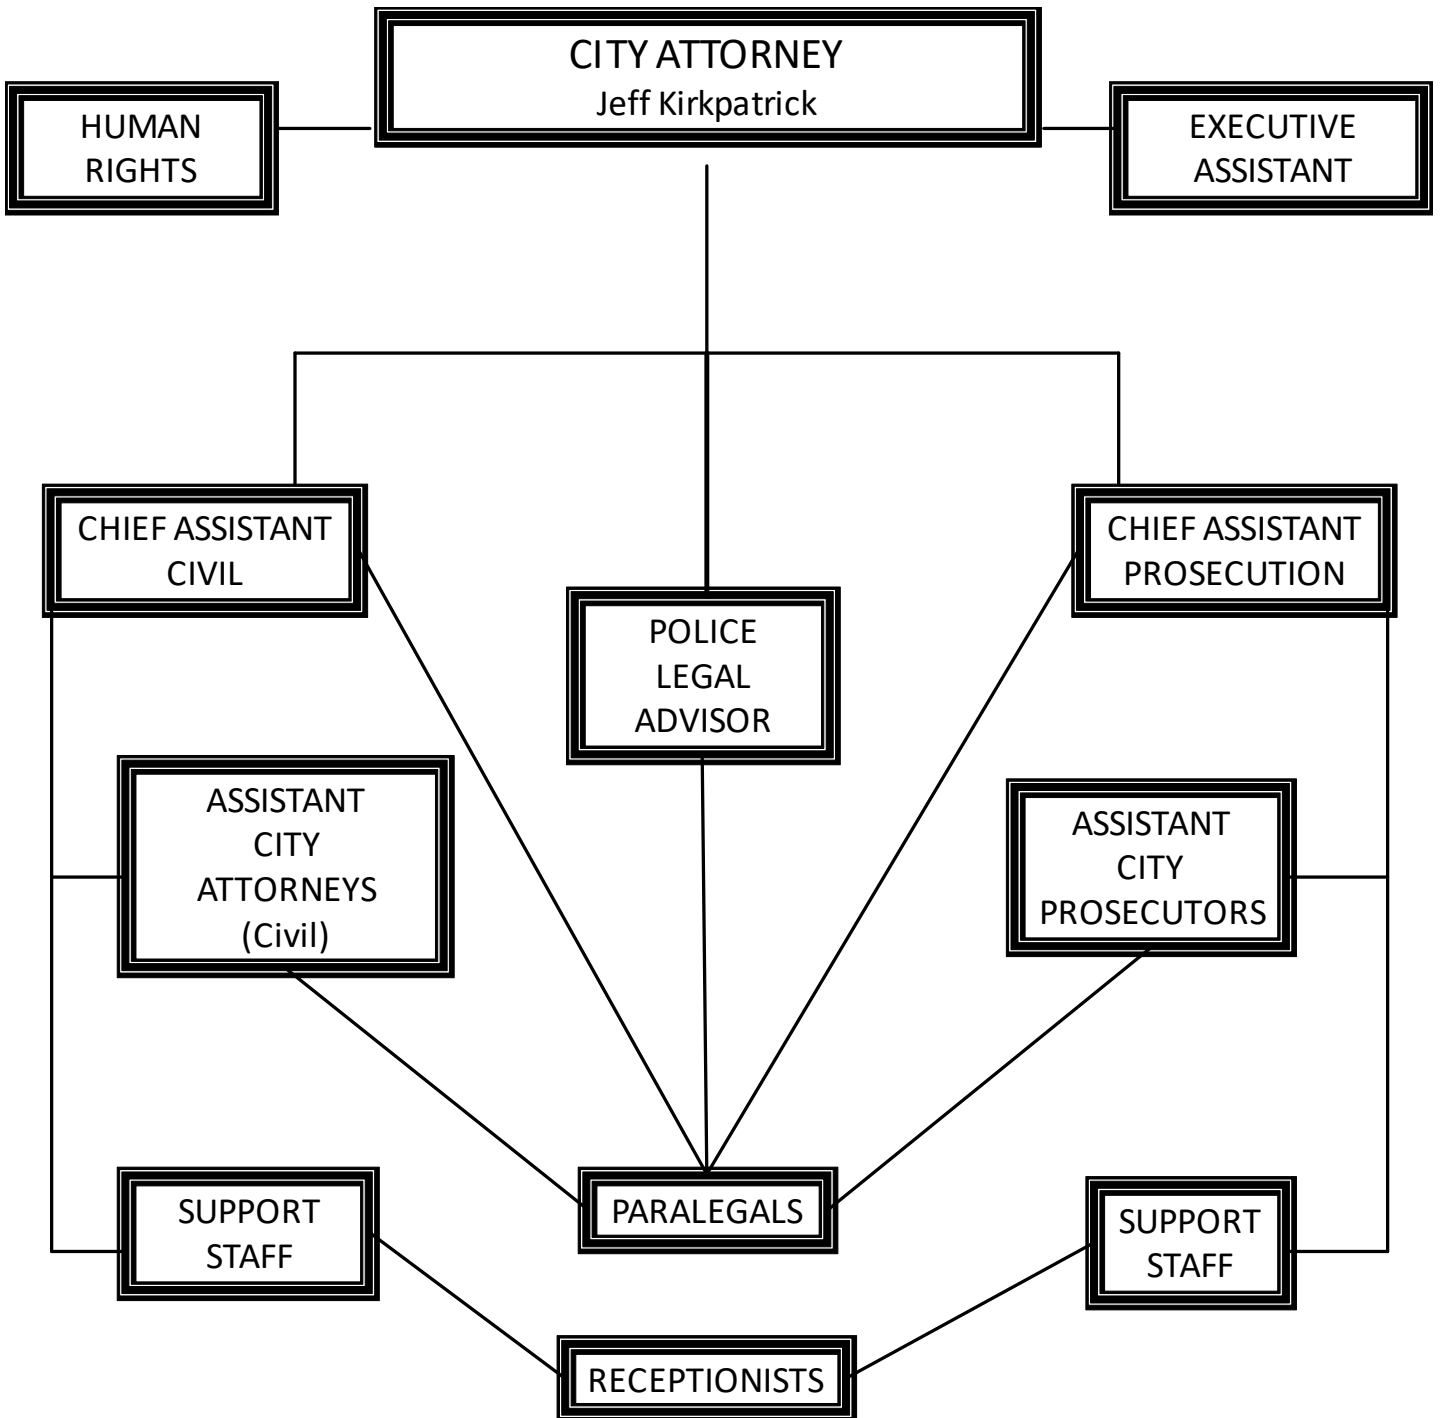 CITY ATTORNEY
Jeff Kirkpatrick
HUMAN
RIGHTS
EXECUTIVE
ASSISTANT
CHIEF ASSISTANT
CIVIL
CHIEF ASSISTANT
PROSECUTION
POLICE
LEGAL
ADVISOR
ASSISTANT
CITY
ATTORNEYS
(Civil)
ASSISTANT
CITY
PROSECUTORS
SUPPORT
STAFF
PARALEGALS
SUPPORT
STAFF
RECEPTIONISTS